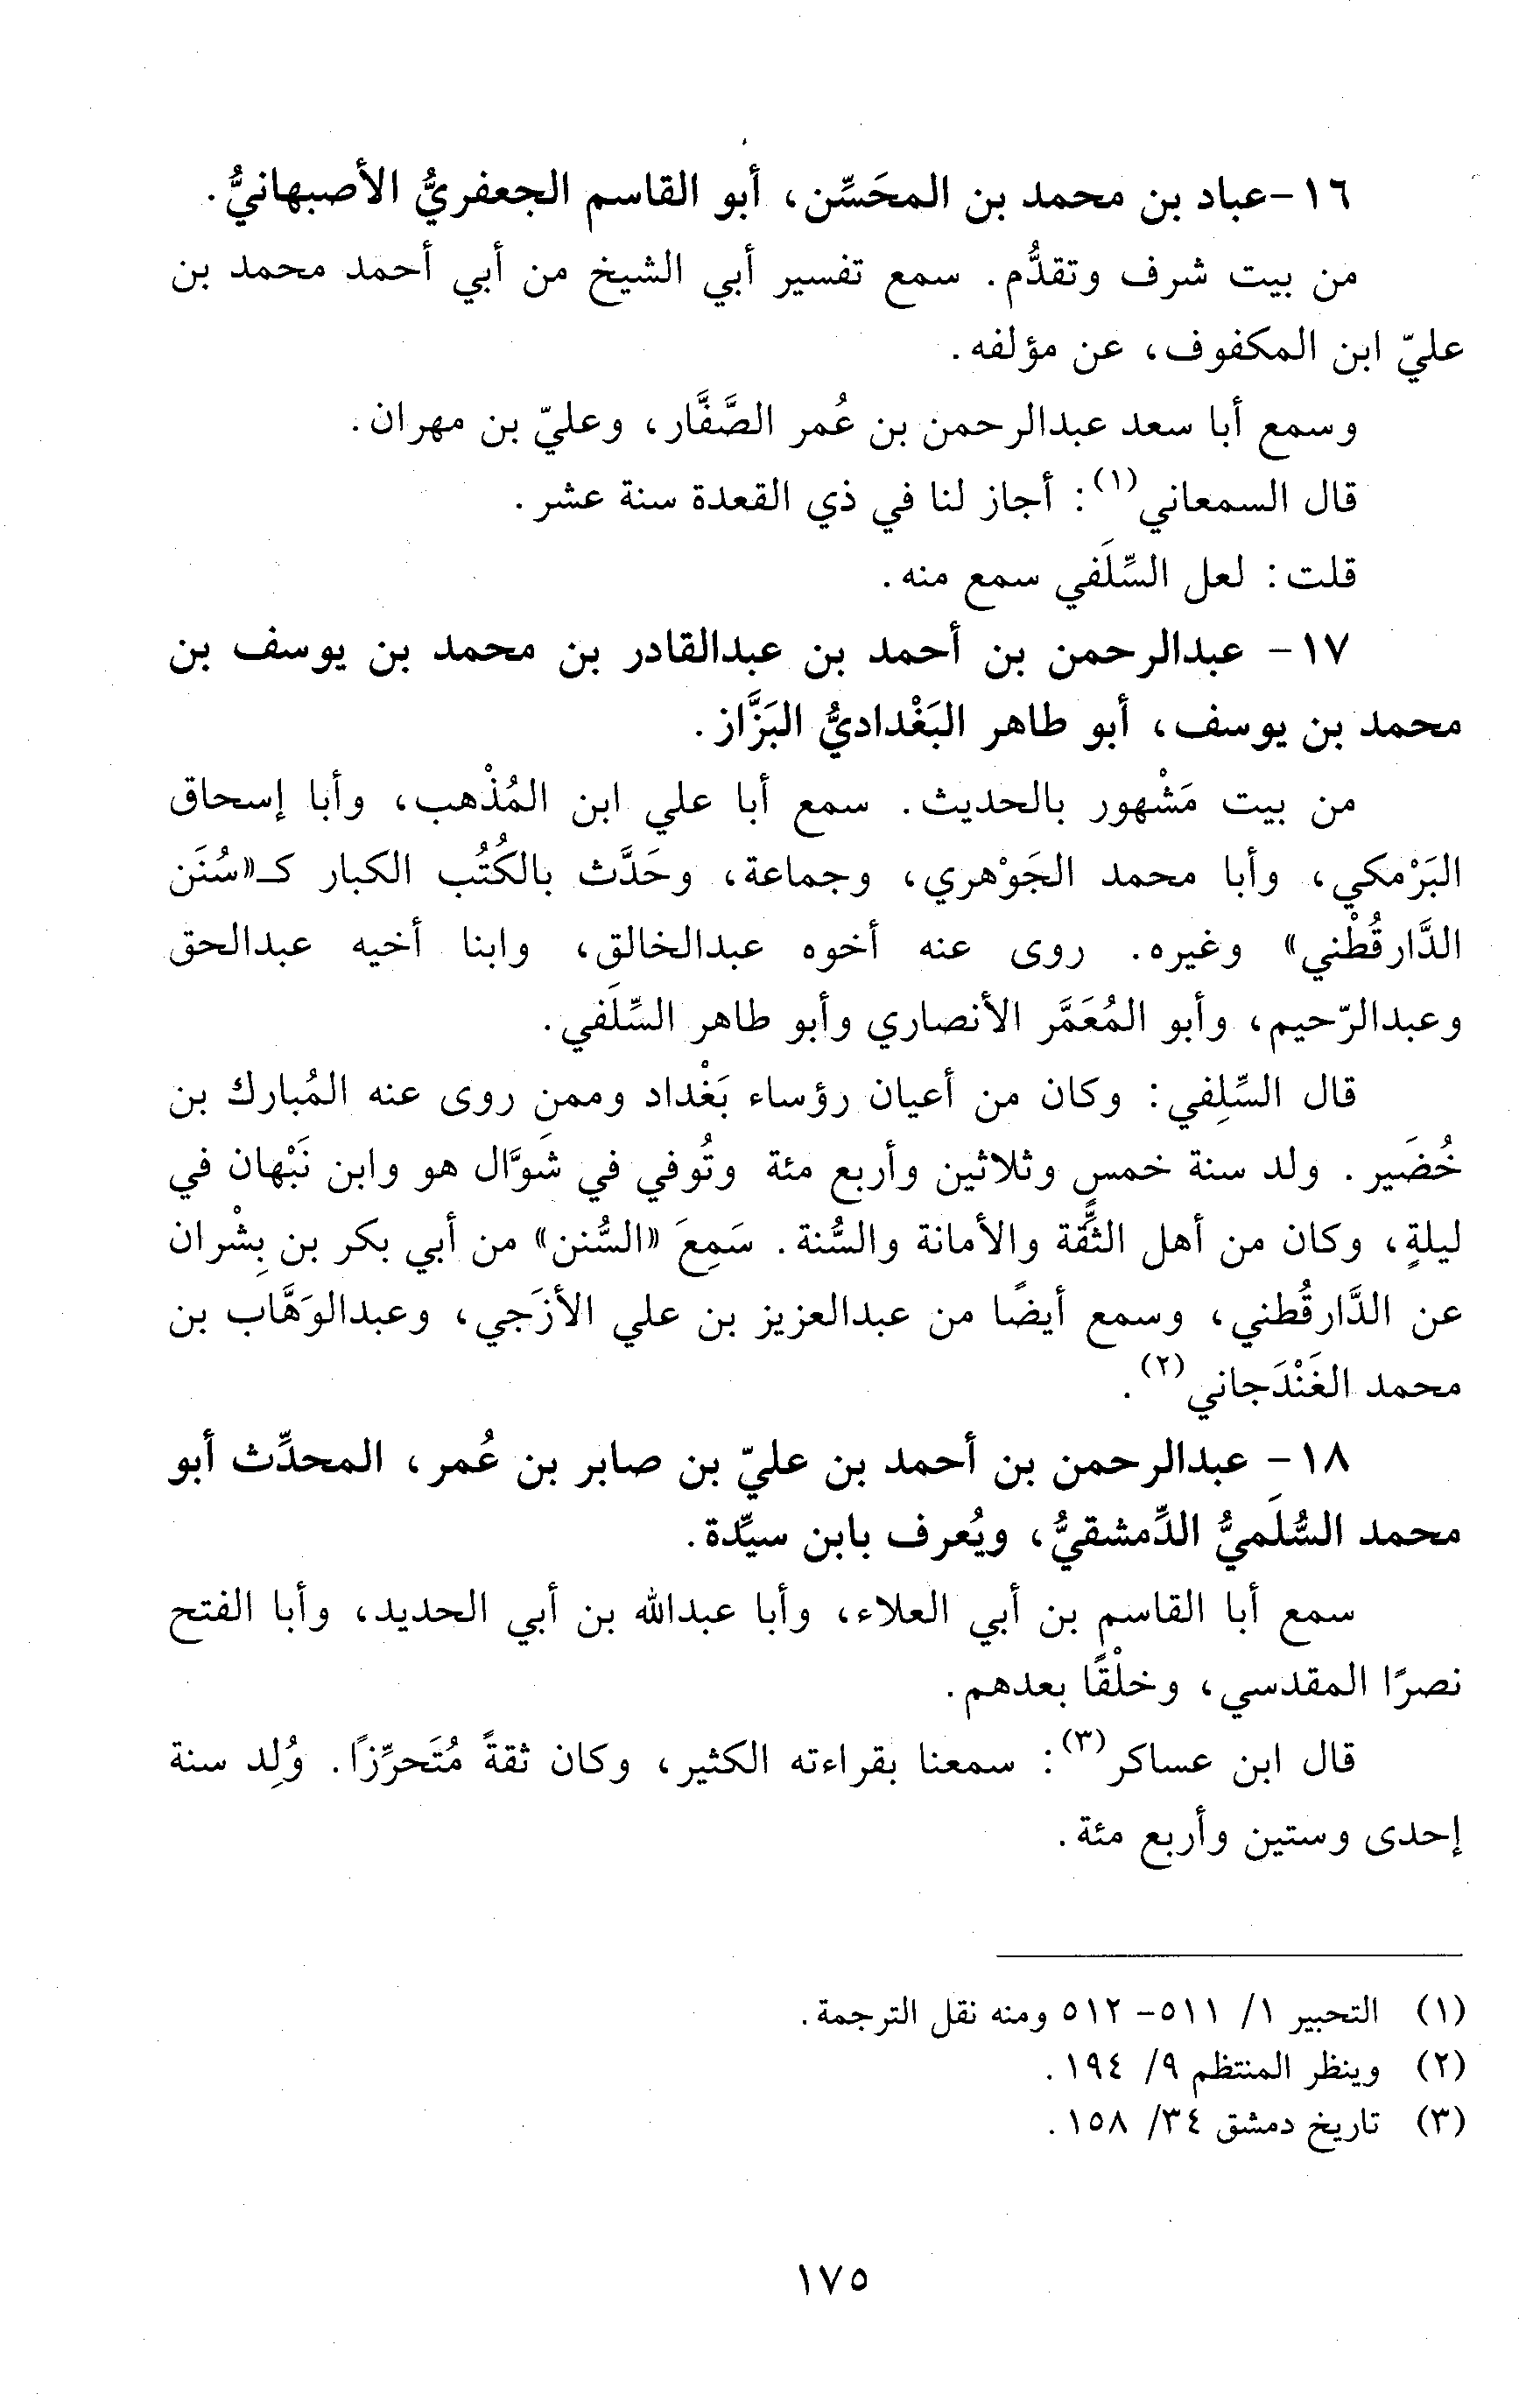 ١٦-عباد بن محمد بن المحَسِّن، أبو القاسم الجعفريُّ الأصبهانيُّ.
من بيت شرف وتقدُّم. سمع تفسير أبي الشيخ من أبي أحمد محمد بن
عليّ ابن المكفوف، عن مؤلفه.
وسمع أبا سعد عبدالرحمن بن عُمر الصَّفَّار، وعليّ بن مهران.
قال السمعاني(١): أجاز لنا في ذي القعدة سنة عشر.
قلت: لعل السِّلَفي سمع منه.
١٧- عبدالرحمن بن أحمد بن عبدالقادر بن محمد بن يوسف بن
محمد بن يوسف، أبو طاهر البَغْداديُّ البَزَّاز.
من بيت مَشْهور بالحديث. سمع أبا علي ابن المُذْهب، وأبا إسحاق
البَرْمكي، وأبا محمد الجَوْهري، وجماعة، وحَدَّث بالكُتُب الكبار كـ«سُنَن
الدَّارقُطْني» وغيره. روى عنه أخوه عبدالخالق، وابنا أخيه عبدالحق
وعبدالرّحيم، وأبو المُعَمَّر الأنصاري وأبو طاهر السِّلَفي.
قال السِّلِفي: وكان من أعيان رؤساء بَغْداد وممن روى عنه المُبارك بن
خُضَير. ولد سنة خمسٍ وثلاثين وأربع مئة وتُوفي في شَوَّال هو وابن نَبْهان في
ليلةٍ، وكان من أهل الثِّقة والأمانة والسُّنة. سَمِعَ «السُّنن» من أبي بكر بن بِشْران
عن الدَّارقُطني، وسمع أيضًا من عبدالعزيز بن علي الأزَجي، وعبدالوَهَّاب بن
محمد الغَنْدَجاني(٢).
١٨- عبدالرحمن بن أحمد بن عليّ بن صابر بن عُمر، المحدِّث أبو
محمد السُّلَميُّ الدِّمشقيُّ، ويُعرف بابن سيِّدة.
سمع أبا القاسم بن أبي العلاء، وأبا عبدالله بن أبي الحديد، وأبا الفتح
نصرًا المقدسي، وخلْقًا بعدهم.
قال ابن عساكر(٣): سمعنا بقراءته الكثير، وكان ثقةً مُتَحرِّزًا. وُلِد سنة
إحدى وستين وأربع مئة.
(١) التحبير ١/ ٥١١- ٥١٢ ومنه نقل الترجمة.
(٢) وينظر المنتظم ٩/ ١٩٤.
(٣) تاريخ دمشق ٣٤/ ١٥٨.
١٧٥